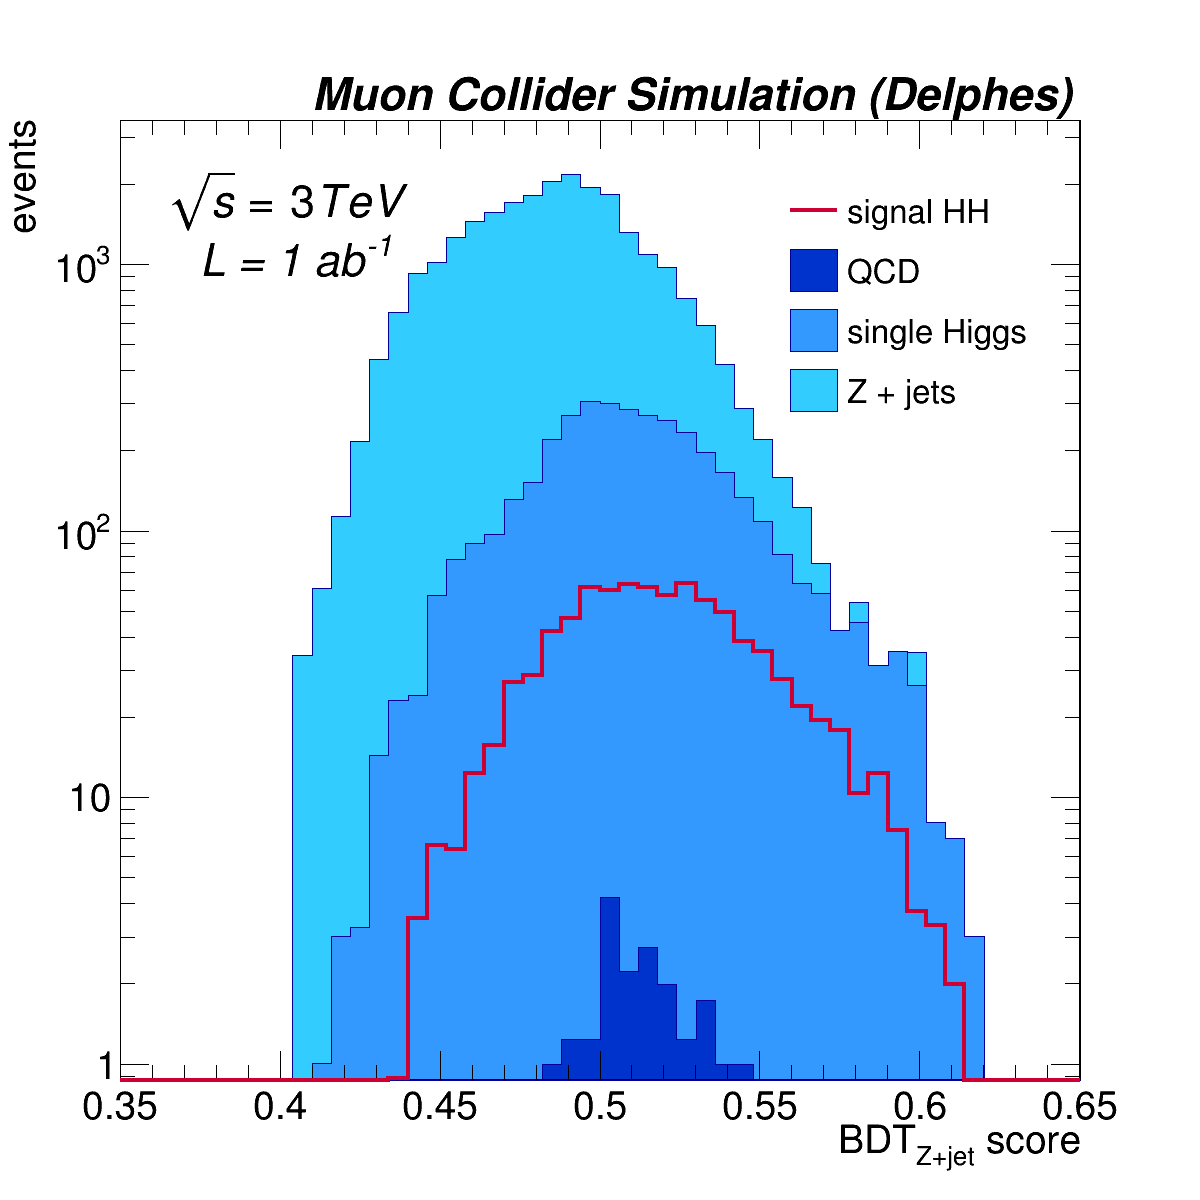 Muon Collider Simulation (Delphes)
events
√s = 3 TeV
L = 1 ab⁻¹
signal HH
QCD
single Higgs
Z + jets
10³
10²
10
1
0.35 0.4 0.45 0.5 0.55 0.6 0.65
BDT_Z+jet score